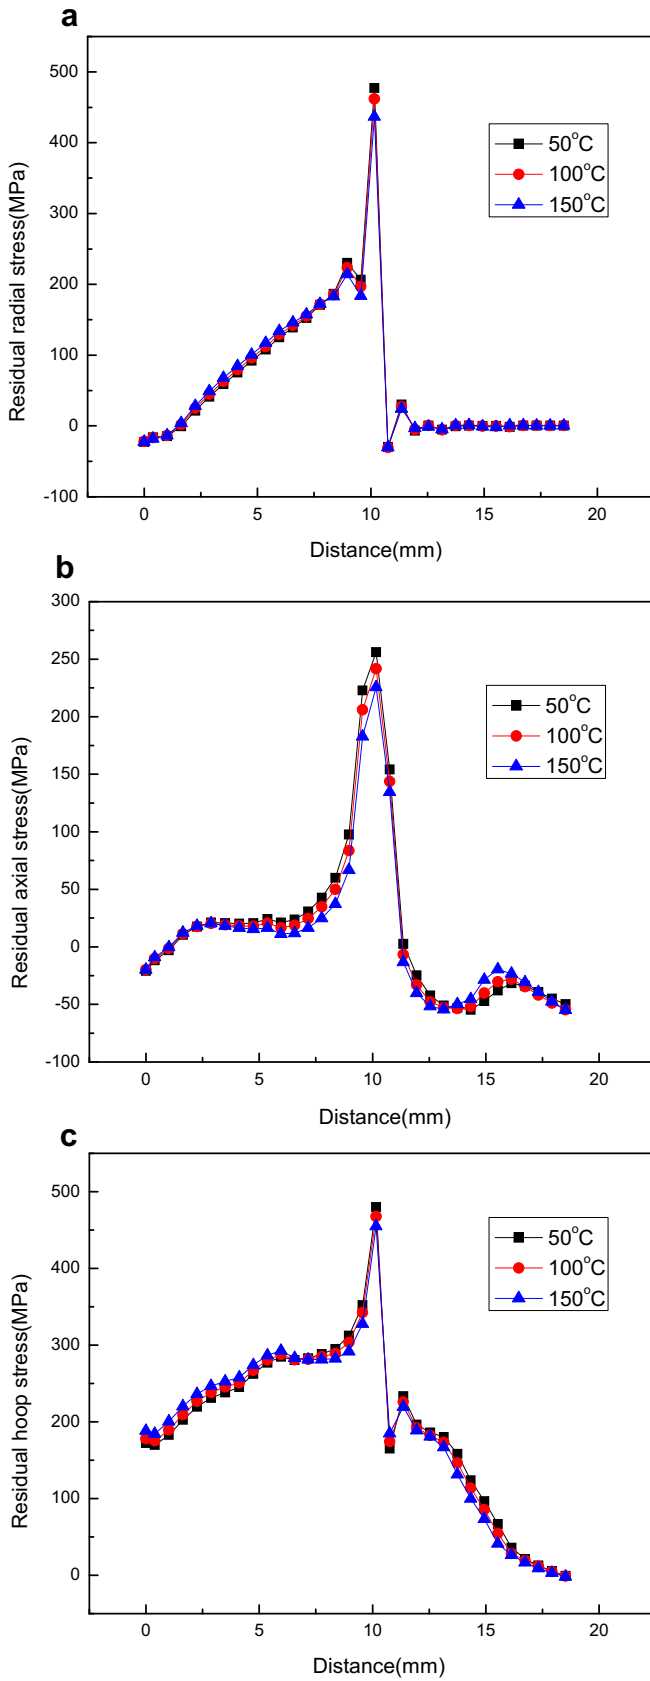 a
500
400
300
200
100
0
-100
Residual radial stress(MPa)
50°C
100°C
150°C
0 5 10 15 20
Distance(mm)
b
300
250
200
150
100
50
0
-50
-100
Residual axial stress(MPa)
50°C
100°C
150°C
0 5 10 15 20
Distance(mm)
c
500
400
300
200
100
0
Residual hoop stress(MPa)
50°C
100°C
150°C
0 5 10 15 20
Distance(mm)